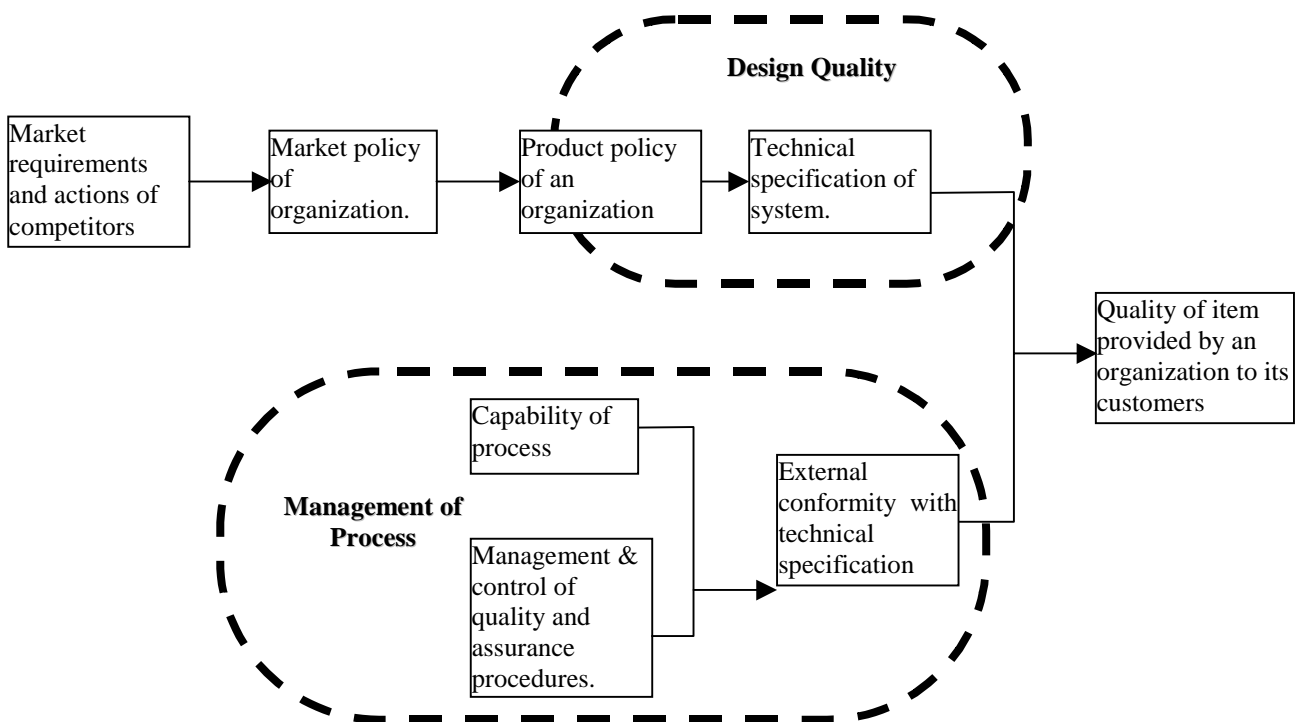 Design Quality
Market
requirements
and actions of
competitors
Market policy
of
organization.
Product policy
of an
organization
Technical
specification of
system.
Quality of item
provided by an
organization to its
customers
Capability of
process
Management of
Process
Management &
control of
quality and
assurance
procedures.
External
conformity with
technical
specification